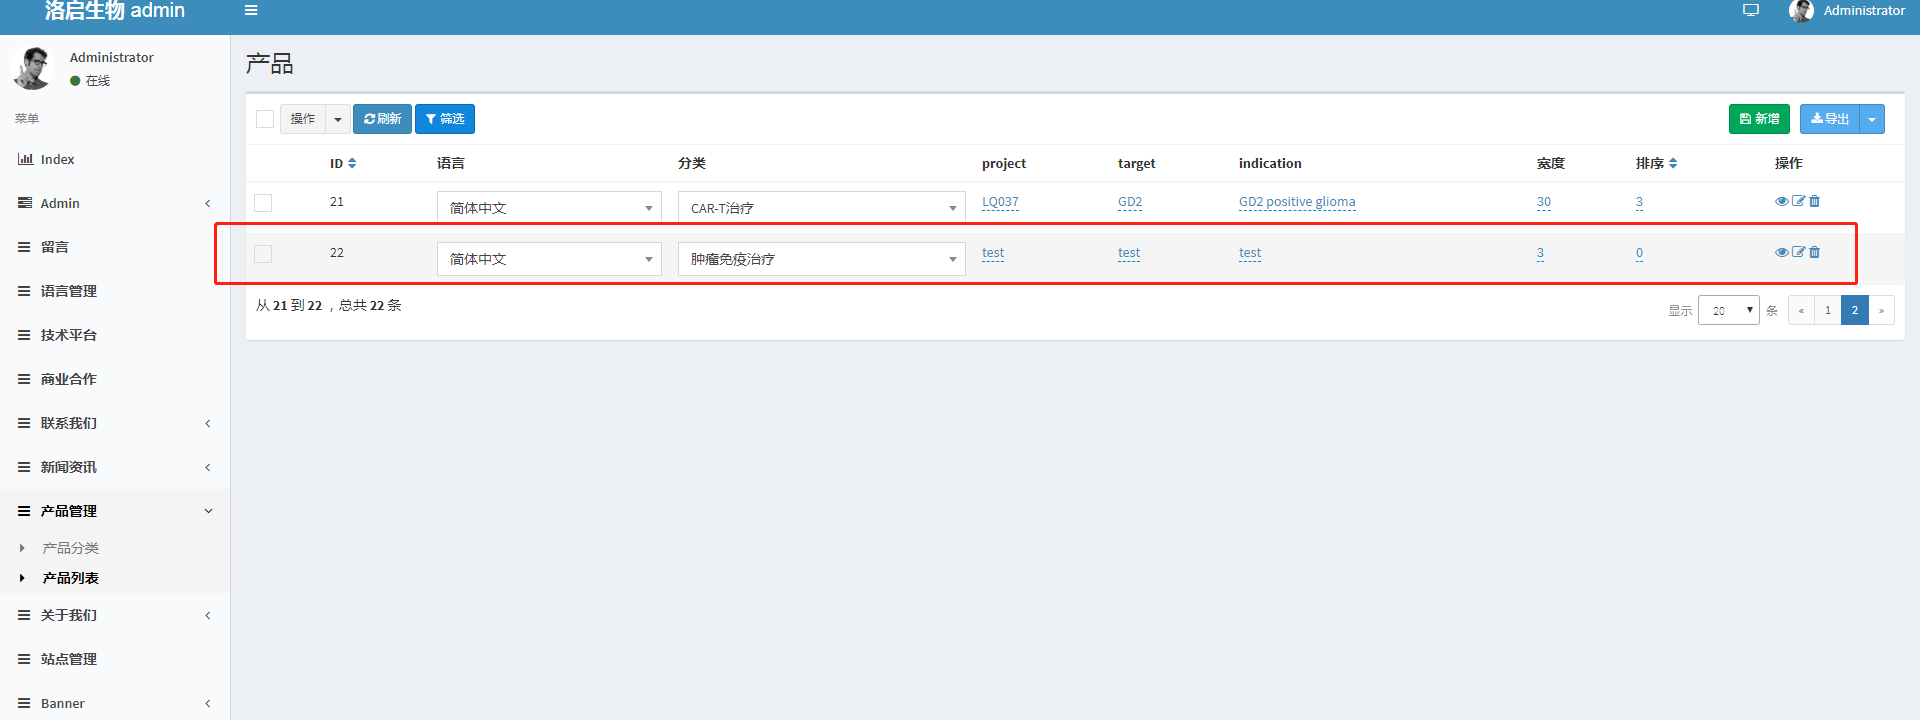 洛启生物 admin
Administrator
Administrator
在线
菜单
Index
Admin
留言
语言管理
技术平台
商业合作
联系我们
新闻资讯
产品管理
产品分类
产品列表
关于我们
站点管理
Banner
产品
操作 刷新 筛选 新增 导出
ID 语言 分类 project target indication 宽度 排序 操作
21 简体中文 CAR-T治疗 LQ037 GD2 GD2 positive glioma 30 3
22 简体中文 肿瘤免疫治疗 test test test 3 0
从 21 到 22 ，总共 22 条 显示 20 条 « 1 2 »